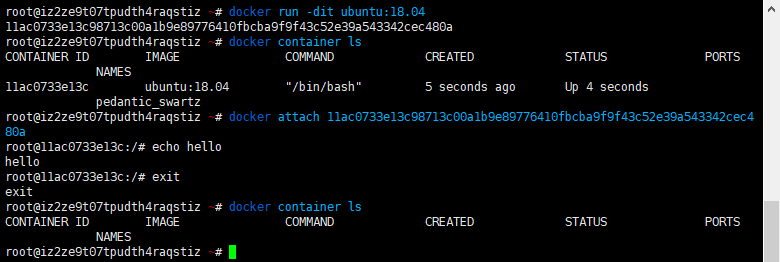 root@iz2ze9t07tpudth4raqstiz ~# docker run -dit ubuntu:18.04
11ac0733e13c98713c00a1b9e89776410fbcba9f9f43c52e39a543342cec480a
root@iz2ze9t07tpudth4raqstiz ~# docker container ls
CONTAINER ID        IMAGE               COMMAND             CREATED             STATUS              PORTS
             NAMES
11ac0733e13c        ubuntu:18.04        "/bin/bash"         5 seconds ago       Up 4 seconds
             pedantic_swartz
root@iz2ze9t07tpudth4raqstiz ~# docker attach 11ac0733e13c98713c00a1b9e89776410fbcba9f9f43c52e39a543342cec4
80a
root@11ac0733e13c:/# echo hello
hello
root@11ac0733e13c:/# exit
exit
root@iz2ze9t07tpudth4raqstiz ~# docker container ls
CONTAINER ID        IMAGE               COMMAND             CREATED             STATUS              PORTS
             NAMES
root@iz2ze9t07tpudth4raqstiz ~#